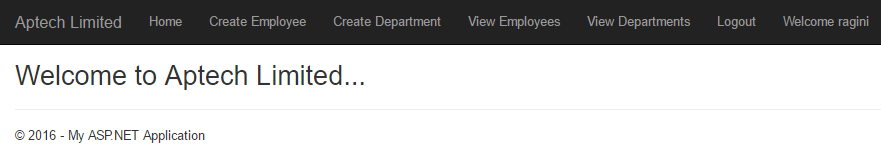 Aptech Limited Home Create Employee Create Department View Employees View Departments Logout Welcome ragini
Welcome to Aptech Limited...
© 2016 - My ASP.NET Application